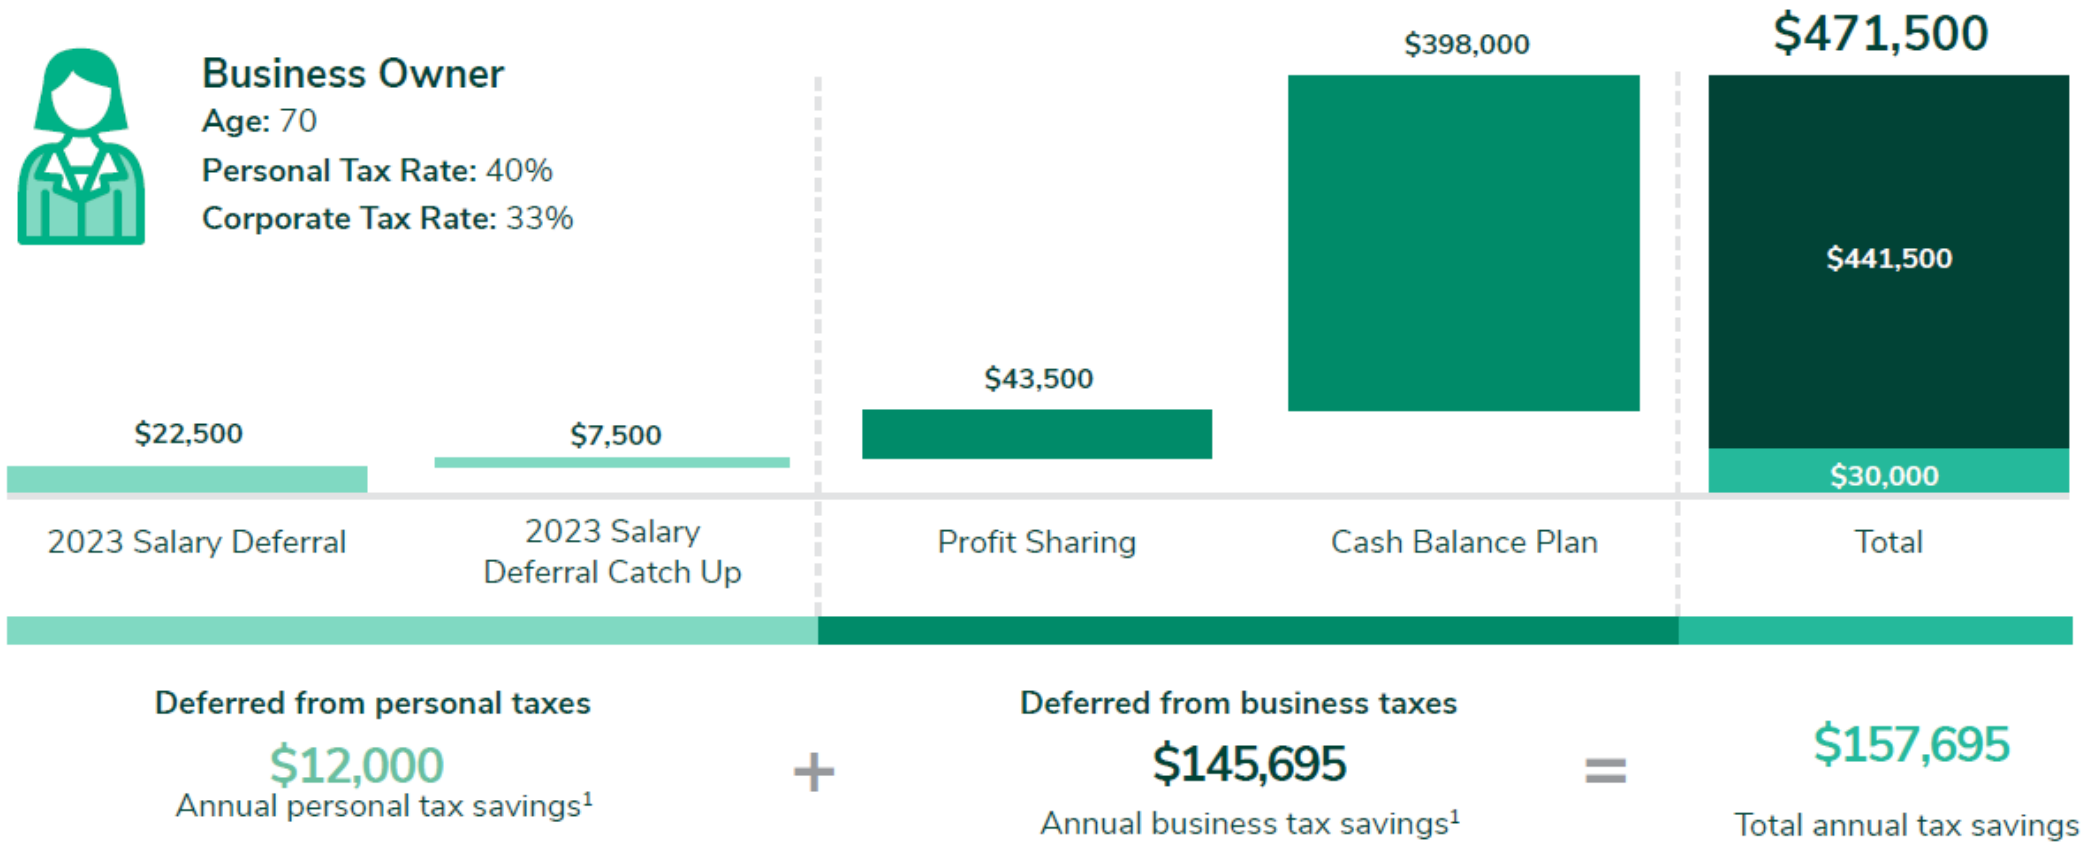 Business Owner
Age: 70
Personal Tax Rate: 40%
Corporate Tax Rate: 33%
$22,500
$7,500
$43,500
$398,000
$471,500
$441,500
$30,000
2023 Salary Deferral
2023 Salary
Deferral Catch Up
Profit Sharing
Cash Balance Plan
Total
Deferred from personal taxes
$12,000
Annual personal tax savings¹
+
Deferred from business taxes
$145,695
Annual business tax savings¹
=
$157,695
Total annual tax savings